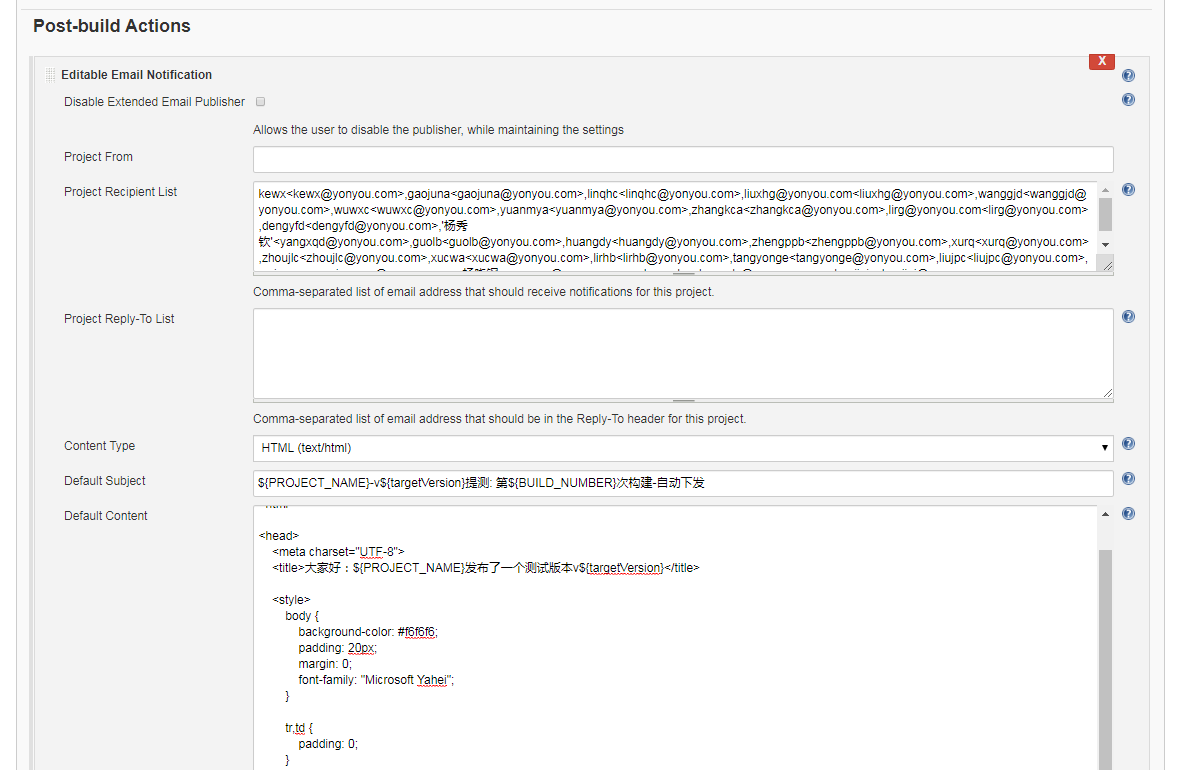 Post-build Actions
X
Editable Email Notification
Disable Extended Email Publisher
Allows the user to disable the publisher, while maintaining the settings
Project From
Project Recipient List
kewx<kewx@yonyou.com>,gaojuna<gaojuna@yonyou.com>,linqhc<linqhc@yonyou.com>,liuxhg@yonyou.com<liuxhg@yonyou.com>,wanggjd<wanggjd@
yonyou.com>,wuwxc<wuwxc@yonyou.com>,yuanmya<yuanmya@yonyou.com>,zhangkca<zhangkca@yonyou.com>,lirg@yonyou.com<lirg@yonyou.com>
,dengyfd<dengyfd@yonyou.com>,'杨秀
钦'<yangxqd@yonyou.com>,guolb<guolb@yonyou.com>,huangdy<huangdy@yonyou.com>,zhengppb<zhengppb@yonyou.com>,xurq<xurq@yonyou.com>
,zhoujlc<zhoujlc@yonyou.com>,xucwa<xucwa@yonyou.com>,lirhb<lirhb@yonyou.com>,tangyonge<tangyonge@yonyou.com>,liujpc<liujpc@yonyou.com>,
Comma-separated list of email address that should receive notifications for this project.
Project Reply-To List
Comma-separated list of email address that should be in the Reply-To header for this project.
Content Type
HTML (text/html)
Default Subject
${PROJECT_NAME}-v${targetVersion}提测: 第${BUILD_NUMBER}次构建-自动下发
Default Content
<head>
<meta charset="UTF-8">
<title>大家好：${PROJECT_NAME}发布了一个测试版本v${targetVersion}</title>
<style>
body {
background-color: #f6f6f6;
padding: 20px;
margin: 0;
font-family: "Microsoft Yahei";
}
tr,td {
padding: 0;
}